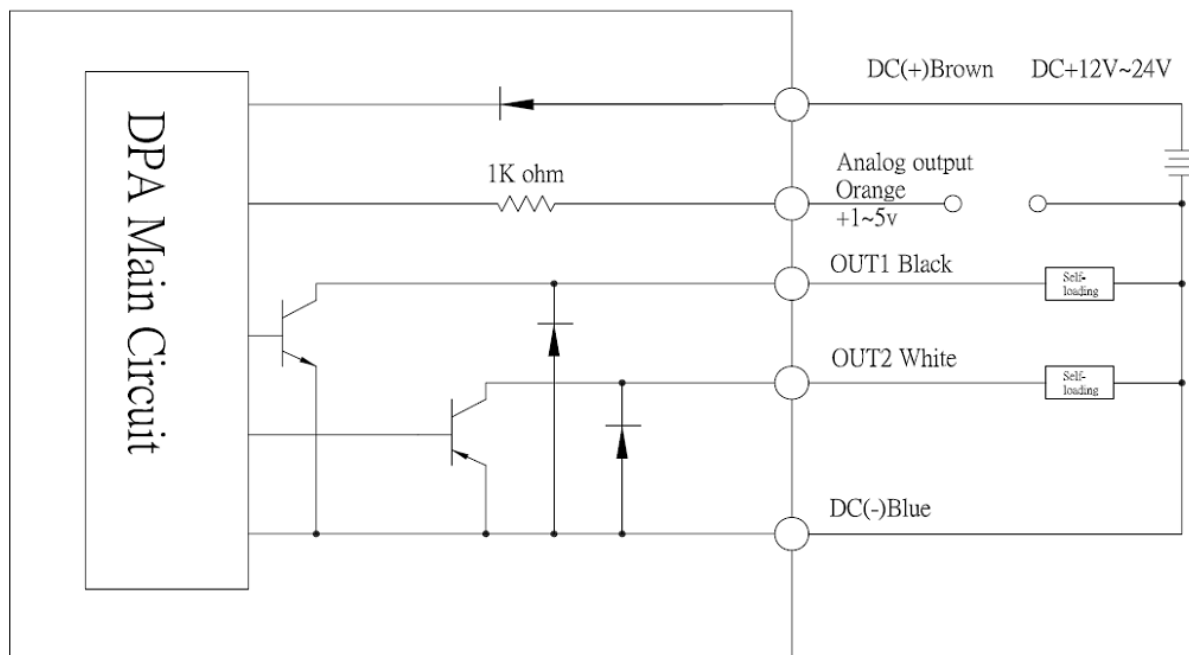 DPA Main Circuit
DC(+)Brown
DC+12V~24V
1K ohm
Analog output
Orange
+1~5v
OUT1 Black
Self-
loading
OUT2 White
Self-
loading
DC(-)Blue